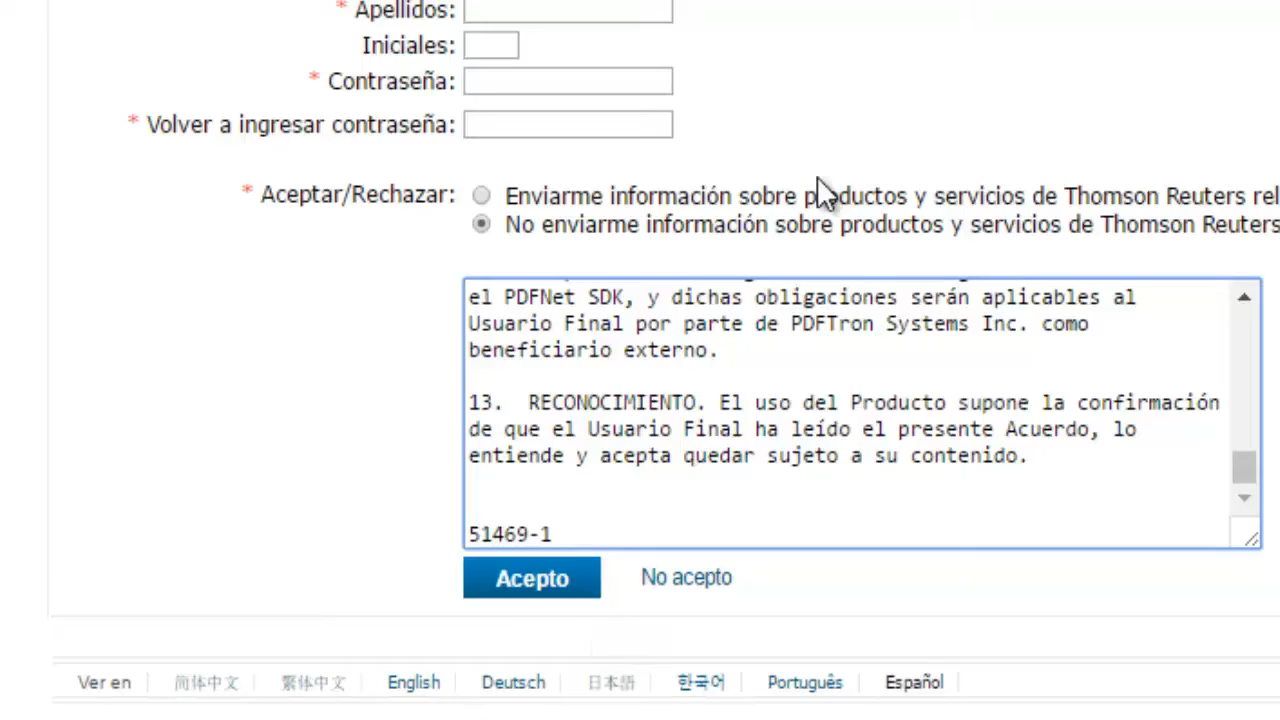 * Apellidos:
Iniciales:
* Contraseña:
* Volver a ingresar contraseña:
* Aceptar/Rechazar:
Enviarme información sobre productos y servicios de Thomson Reuters rel
No enviarme información sobre productos y servicios de Thomson Reuters
el PDFNet SDK, y dichas obligaciones serán aplicables al
Usuario Final por parte de PDFTron Systems Inc. como
beneficiario externo.
13. RECONOCIMIENTO. El uso del Producto supone la confirmación
de que el Usuario Final ha leído el presente Acuerdo, lo
entiende y acepta quedar sujeto a su contenido.
51469-1
Acepto No acepto
Ver en 简体中文 繁体中文 English Deutsch 日本語 한국어 Português Español